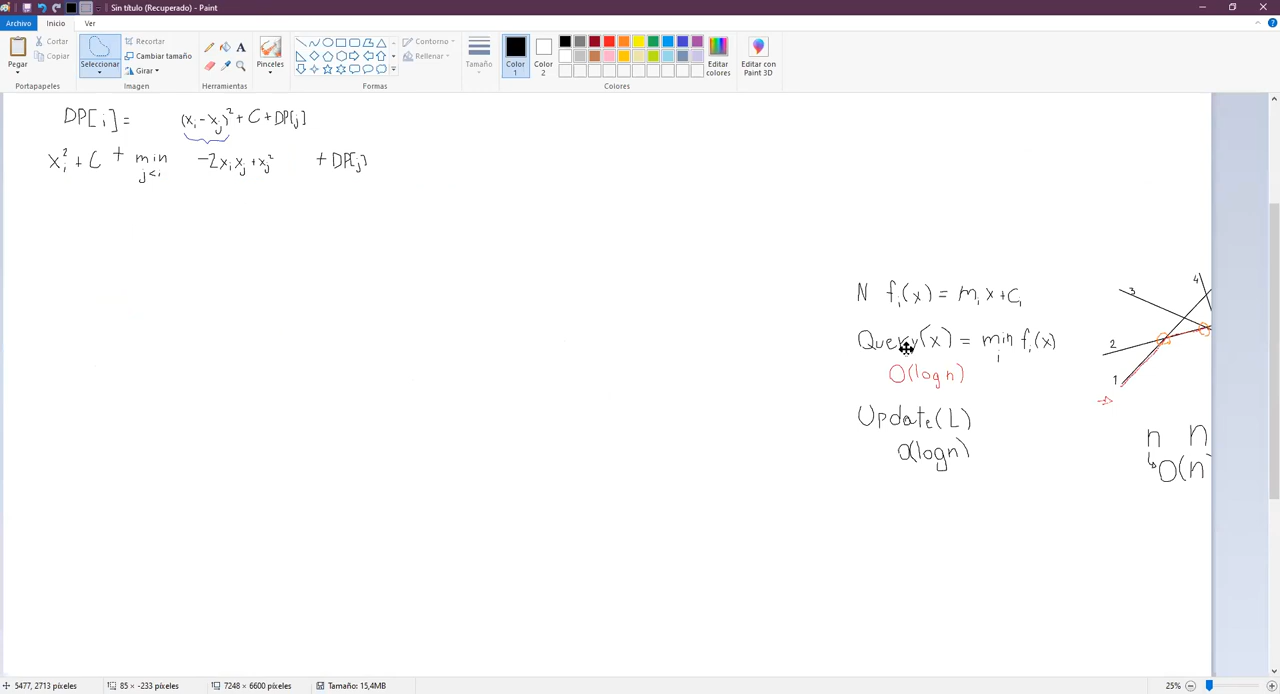 Sin título (Recuperado) - Paint
Archivo Inicio Ver
Pegar
Cortar
Copiar
Portapapeles
Seleccionar
Recortar
Cambiar tamaño
Girar
Imagen
Herramientas
Pinceles
Contorno
Rellenar
Formas
Tamaño
Color 1
Color 2
Editar colores
Colores
Editar con Paint 3D
DP[i] = (xᵢ - xⱼ)² + C + DP[j]
xᵢ² + C + min j<i -2xᵢxⱼ + xⱼ² + DP[j]
N fᵢ(x) = mᵢx + cᵢ
Query(x) = min i fᵢ(x)
O(log n)
Update(L)
O(log n)
4
3
2
1
n n
O(n
5477, 2713 píxeles
85 × -233 píxeles
7248 × 6600 píxeles
Tamaño: 15,4MB
25%